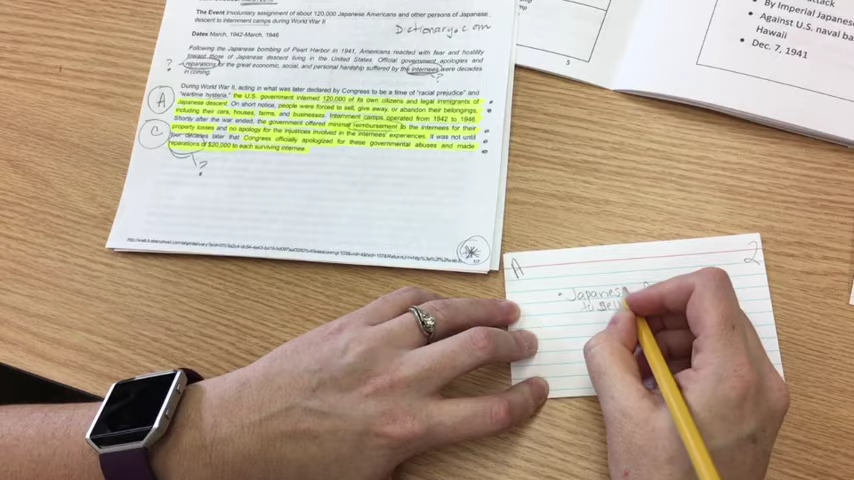 The Event Involuntary assignment of about 120,000 Japanese Americans and other persons of Japanese
descent to internment camps during World War II
Dictionary.com
Dates March, 1942-March, 1946
Following the Japanese bombing of Pearl Harbor in 1941, Americans reacted with fear and hostility
toward those of Japanese descent living in the United States. Official government apologies and
? reparations for the great economic, social, and personal hardship suffered by the internees were decades
in coming. ?
During World War II, acting in what was later declared by Congress to be a time of "racial prejudice" and
A "wartime hysteria," the U.S. government interned 120,000 of its own citizens and legal immigrants of
Japanese descent. On short notice, people were forced to sell, give away, or abandon their belongings,
including their cars, houses, farms, and businesses. Internment camps operated from 1942 to 1946.
Shortly after the war ended, the government offered minimal reimbursement to the internees for their
C property losses and no apology for the injustices involved in the internees experiences. It was not until
four decades later that Congress officially apologized for these governmental abuses and made
reparations of $20,000 to each surviving internee.
?
5
By Imperial Japanese
• Against U.S. naval ba
Hawaii
• Dec. 7, 1941
A 2
• Japanes
to sell